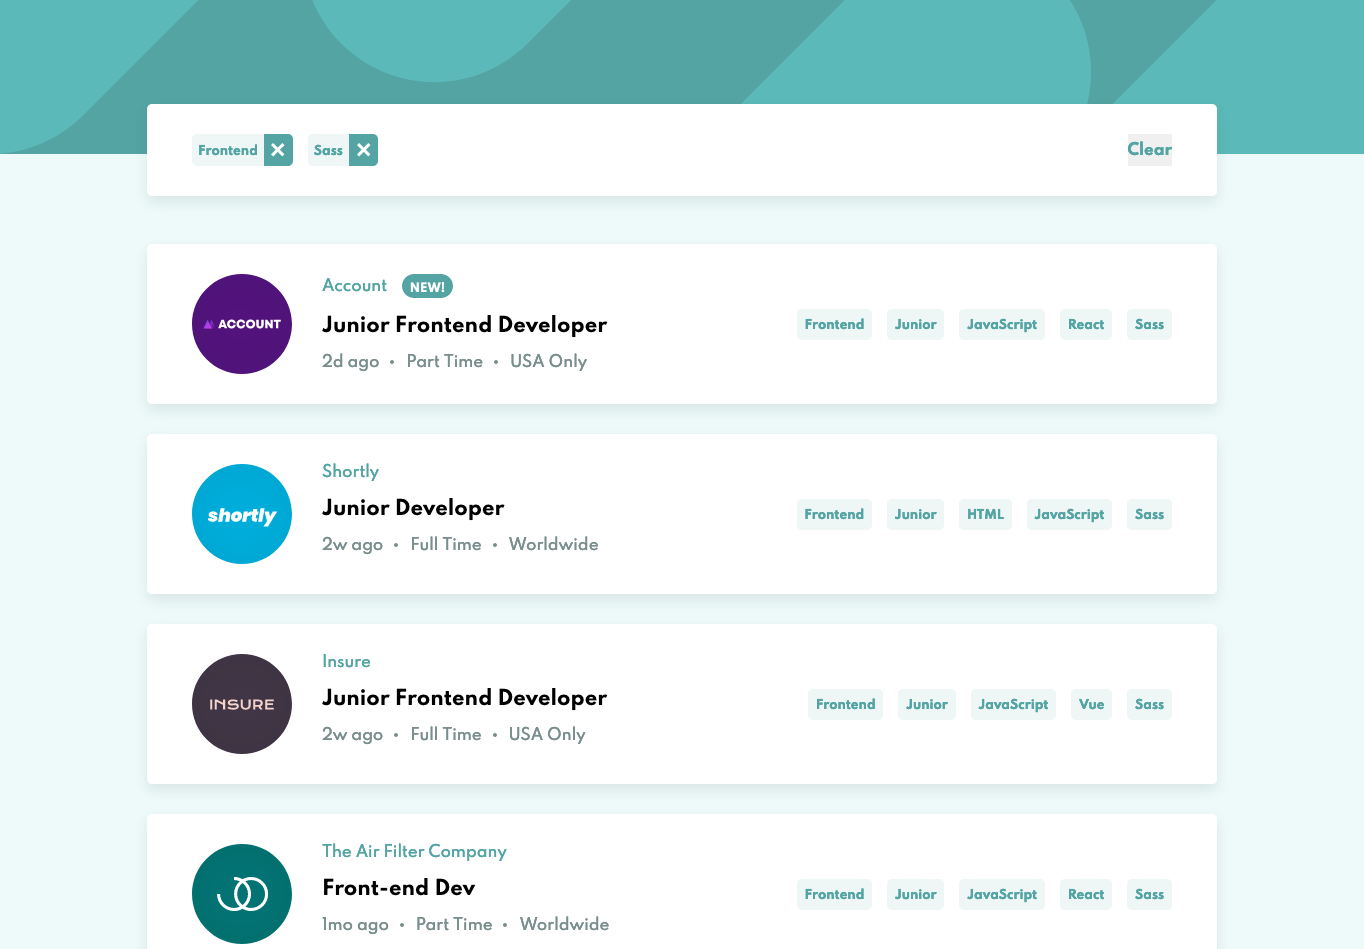 Frontend Sass Clear
ACCOUNT
Account NEW!
Junior Frontend Developer
2d ago • Part Time • USA Only
Frontend Junior JavaScript React Sass
shortly
Shortly
Junior Developer
2w ago • Full Time • Worldwide
Frontend Junior HTML JavaScript Sass
INSURE
Insure
Junior Frontend Developer
2w ago • Full Time • USA Only
Frontend Junior JavaScript Vue Sass
The Air Filter Company
Front-end Dev
1mo ago • Part Time • Worldwide
Frontend Junior JavaScript React Sass